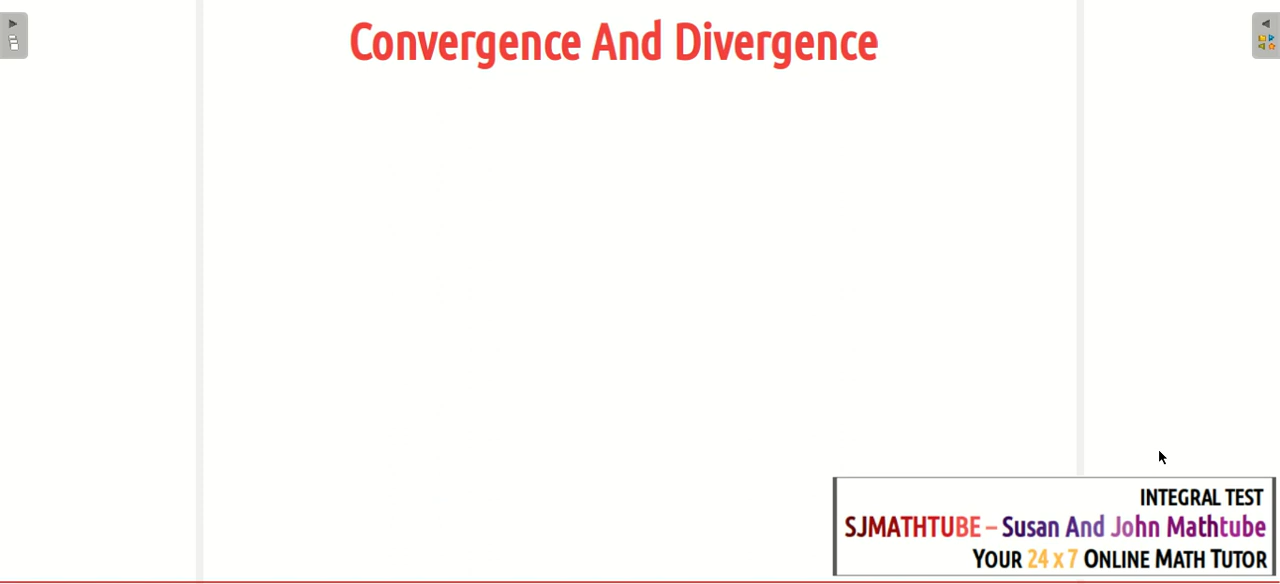 Convergence And Divergence
INTEGRAL TEST
SJMATHTUBE – Susan And John Mathtube
YOUR 24 x 7 ONLINE MATH TUTOR